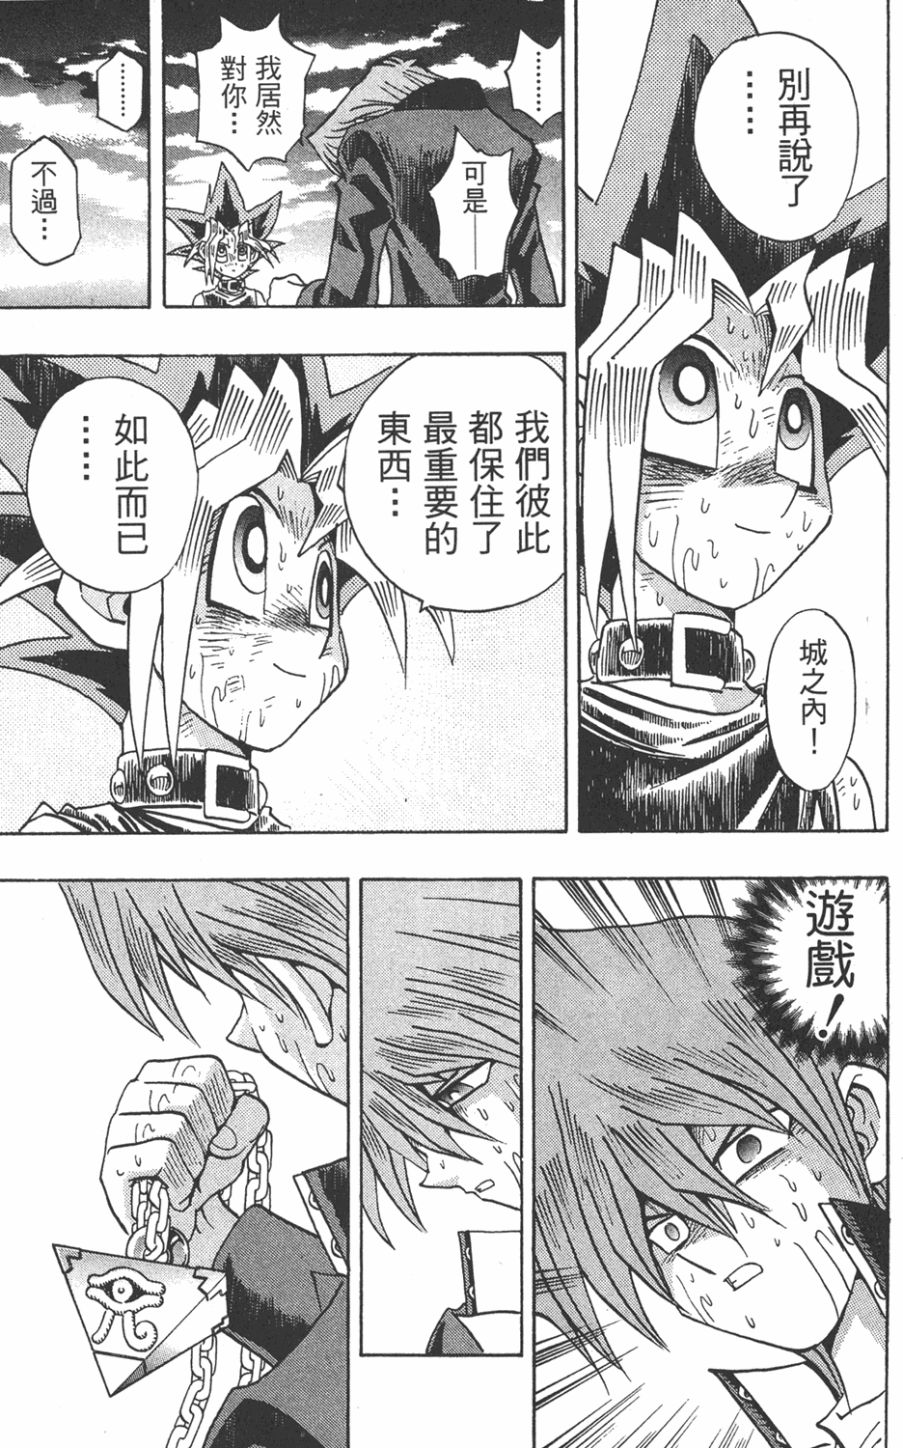 別再說了
……
城之內！
……
可是——
我居然
對你…
……
不過…
我們彼此
都保住了
最重要的
東西…
如此而已
……
遊戲！